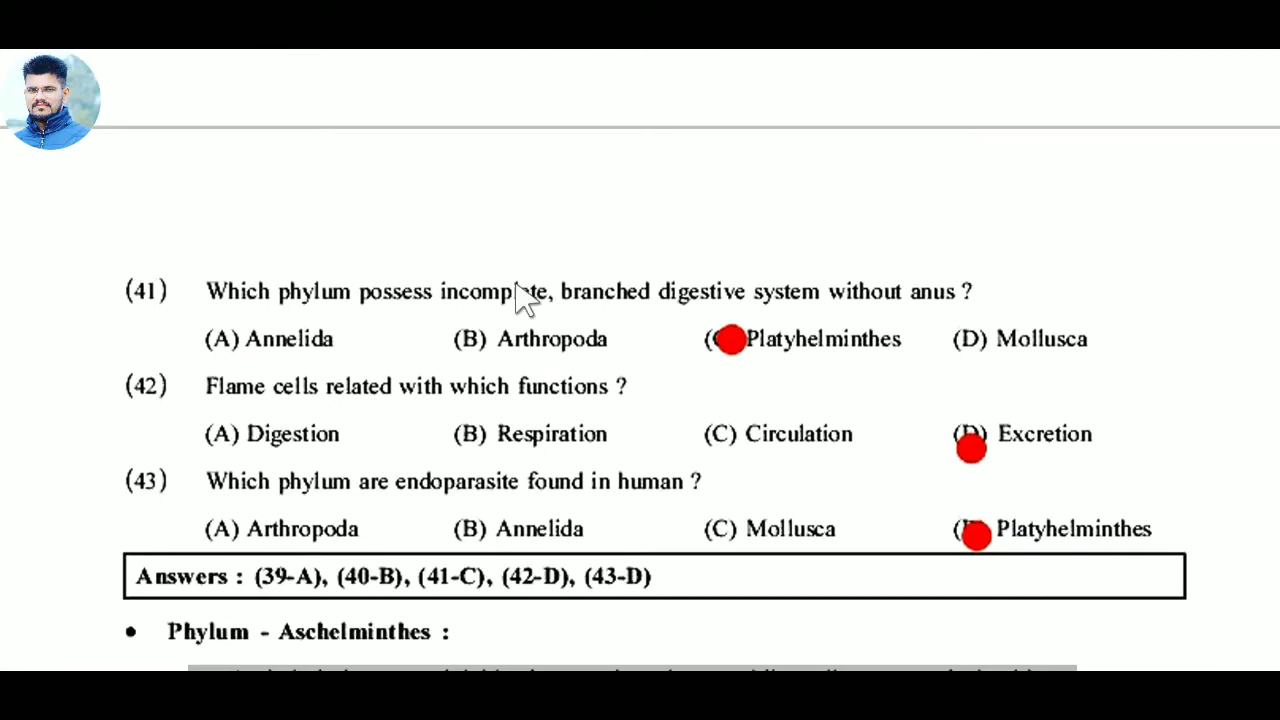 (41) Which phylum possess incomplete, branched digestive system without anus ?
(A) Annelida (B) Arthropoda (C) Platyhelminthes (D) Mollusca
(42) Flame cells related with which functions ?
(A) Digestion (B) Respiration (C) Circulation (D) Excretion
(43) Which phylum are endoparasite found in human ?
(A) Arthropoda (B) Annelida (C) Mollusca (D) Platyhelminthes
Answers : (39-A), (40-B), (41-C), (42-D), (43-D)
• Phylum - Aschelminthes :